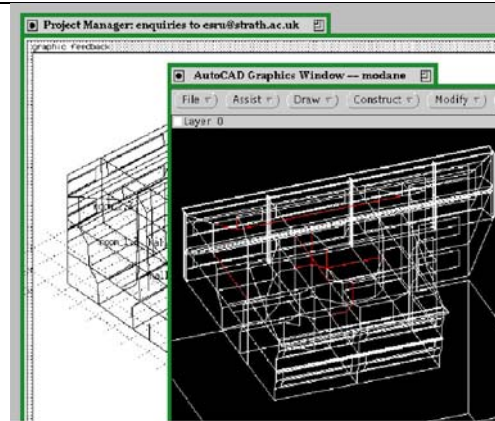 Project Manager: enquiries to esru@strath.ac.uk
graphic feedback
AutoCAD Graphics Window -- modane
File Assist Draw Construct Modify
Layer 0